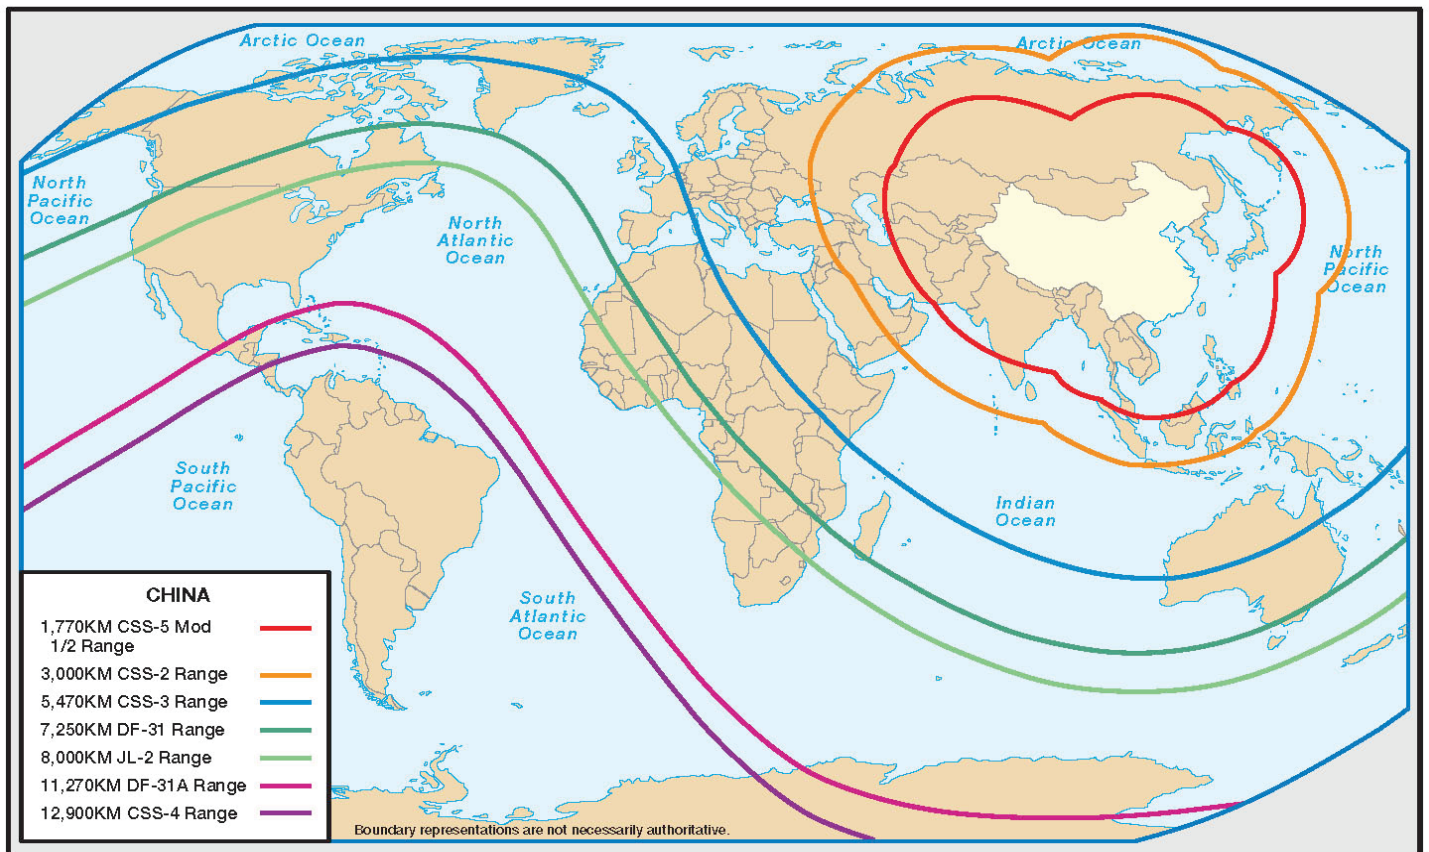 Arctic Ocean
Arctic Ocean
North
Pacific
Ocean
North
Atlantic
Ocean
North
Pacific
Ocean
South
Pacific
Ocean
Indian
Ocean
South
Atlantic
Ocean
CHINA
1,770KM CSS-5 Mod
1/2 Range
3,000KM CSS-2 Range
5,470KM CSS-3 Range
7,250KM DF-31 Range
8,000KM JL-2 Range
11,270KM DF-31A Range
12,900KM CSS-4 Range
Boundary representations are not necessarily authoritative.